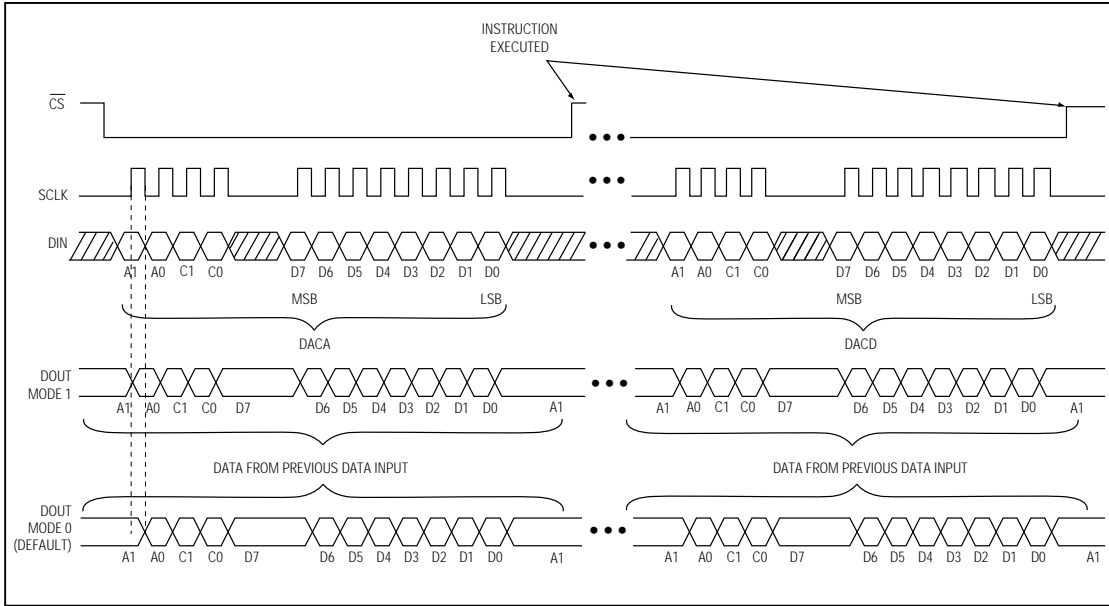 INSTRUCTION
EXECUTED
CS
SCLK
DIN
A1 A0 C1 C0 D7 D6 D5 D4 D3 D2 D1 D0 A1 A0 C1 C0 D7 D6 D5 D4 D3 D2 D1 D0
MSB LSB MSB LSB
DACA DACD
DOUT
MODE 1
A1 A0 C1 C0 D7 D6 D5 D4 D3 D2 D1 D0 A1 A1 A0 C1 C0 D7 D6 D5 D4 D3 D2 D1 D0 A1
DATA FROM PREVIOUS DATA INPUT DATA FROM PREVIOUS DATA INPUT
DOUT
MODE 0
(DEFAULT)
A1 A0 C1 C0 D7 D6 D5 D4 D3 D2 D1 D0 A1 A1 A0 C1 C0 D7 D6 D5 D4 D3 D2 D1 D0 A1